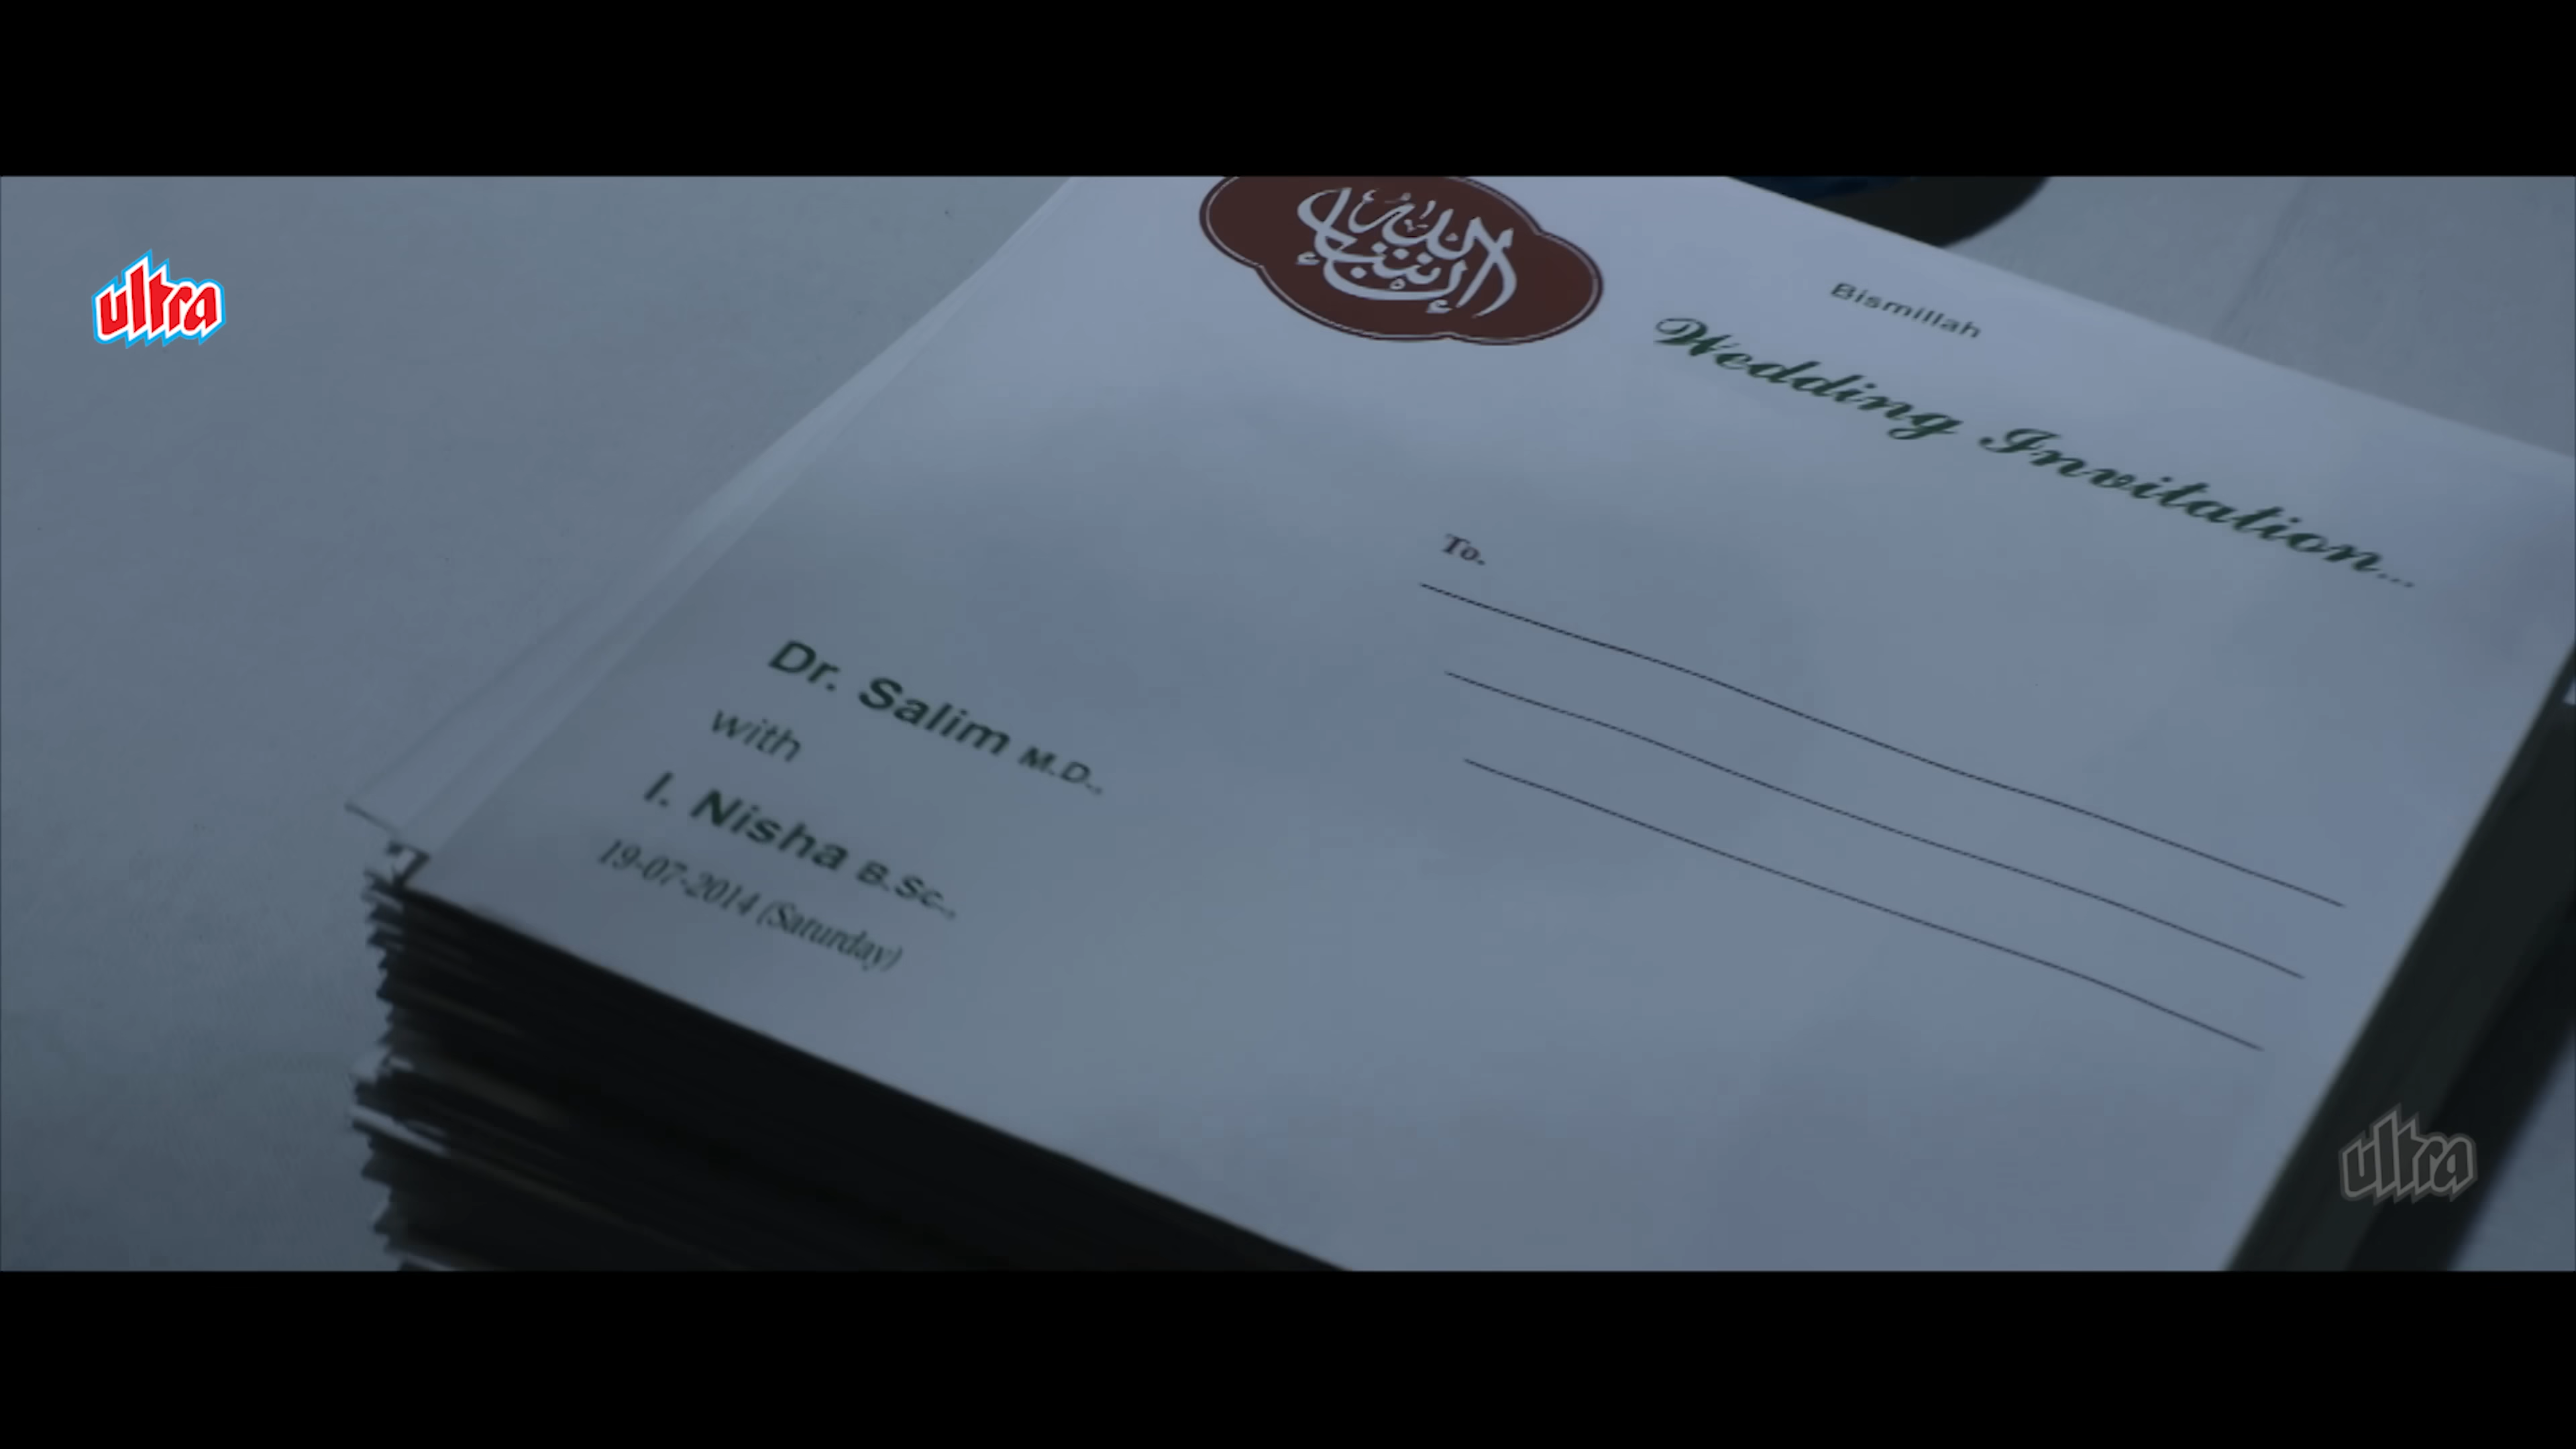 ultra
Bismillah
Wedding Invitation...
To.
Dr. Salim M.D.,
with
I. Nisha B.Sc.,
19-07-2014 (Saturday)
ultra